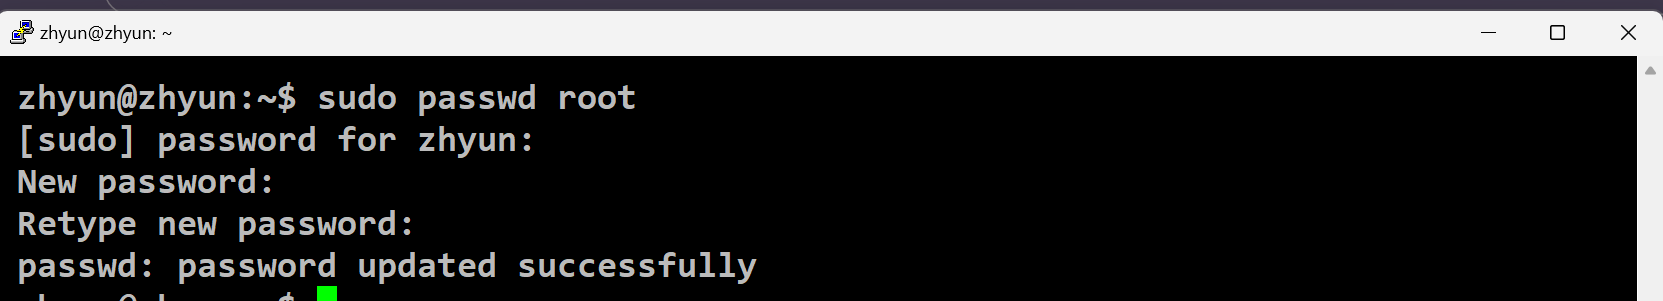 zhyun@zhyun: ~
zhyun@zhyun:~$ sudo passwd root
[sudo] password for zhyun:
New password:
Retype new password:
passwd: password updated successfully